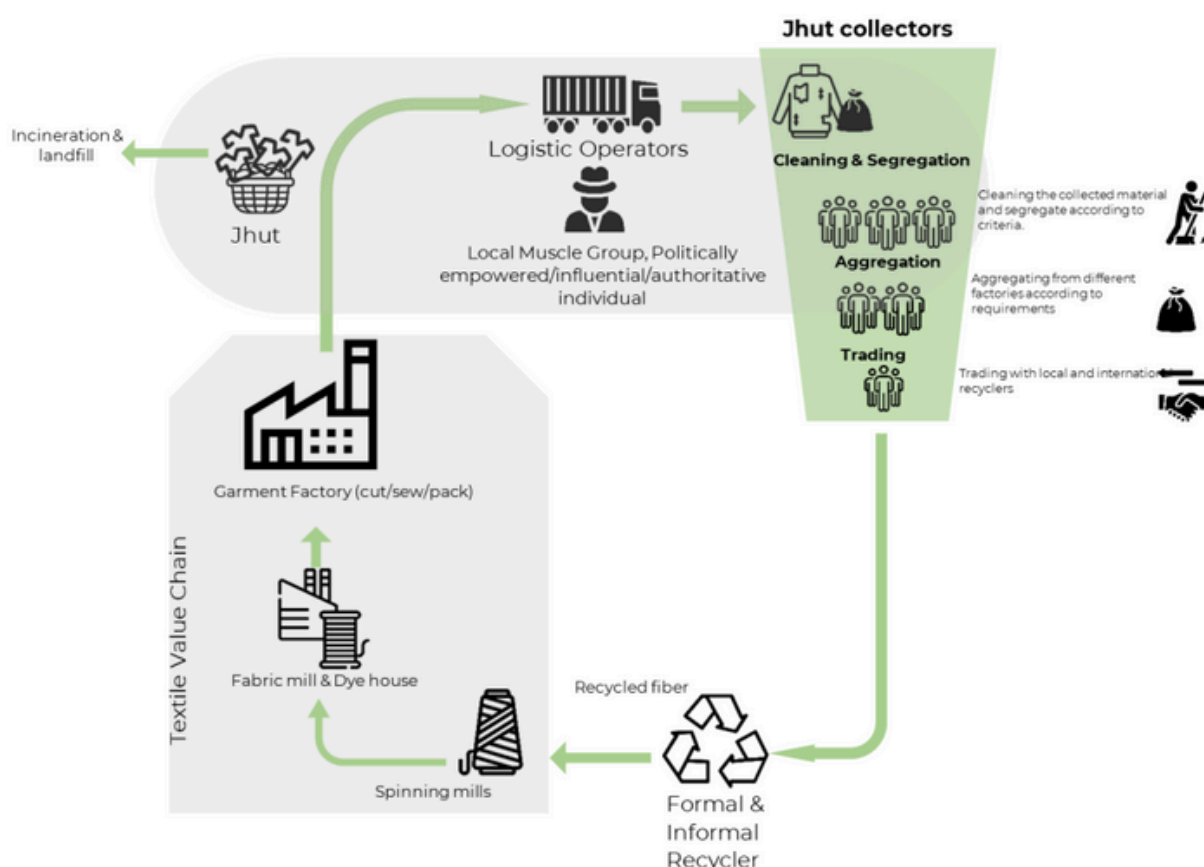 Jhut collectors
Incineration &
landfill
Jhut
Logistic Operators
Local Muscle Group, Politically
empowered/influential/authoritative
individual
Cleaning & Segregation
Cleaning the collected material
and segregate according to
criteria.
Aggregation
Aggregating from different
factories according to
requirements
Trading
Trading with local and international
recyclers
Garment Factory (cut/sew/pack)
Textile Value Chain
Fabric mill & Dye house
Spinning mills
Recycled fiber
Formal &
Informal
Recycler